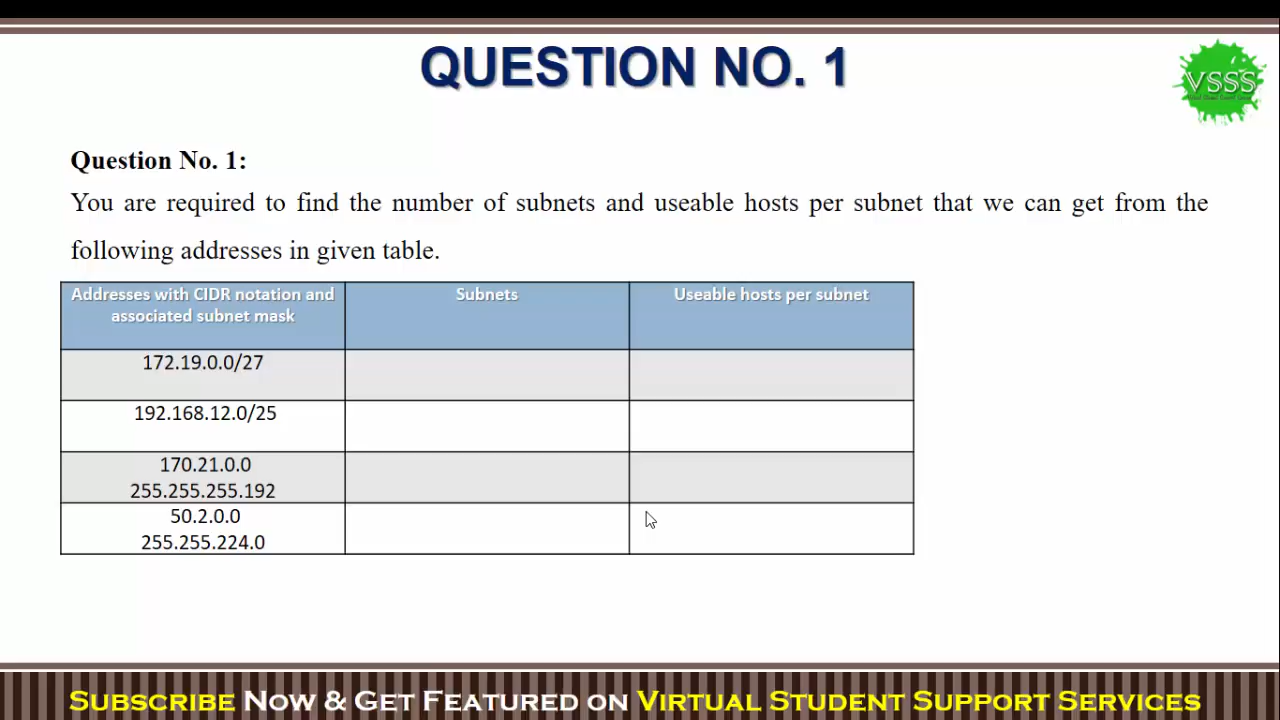 QUESTION NO. 1
VSSS
Question No. 1:
You are required to find the number of subnets and useable hosts per subnet that we can get from the
following addresses in given table.
Addresses with CIDR notation and
associated subnet mask
Subnets
Useable hosts per subnet
172.19.0.0/27
192.168.12.0/25
170.21.0.0
255.255.255.192
50.2.0.0
255.255.224.0
SUBSCRIBE NOW & GET FEATURED ON VIRTUAL STUDENT SUPPORT SERVICES